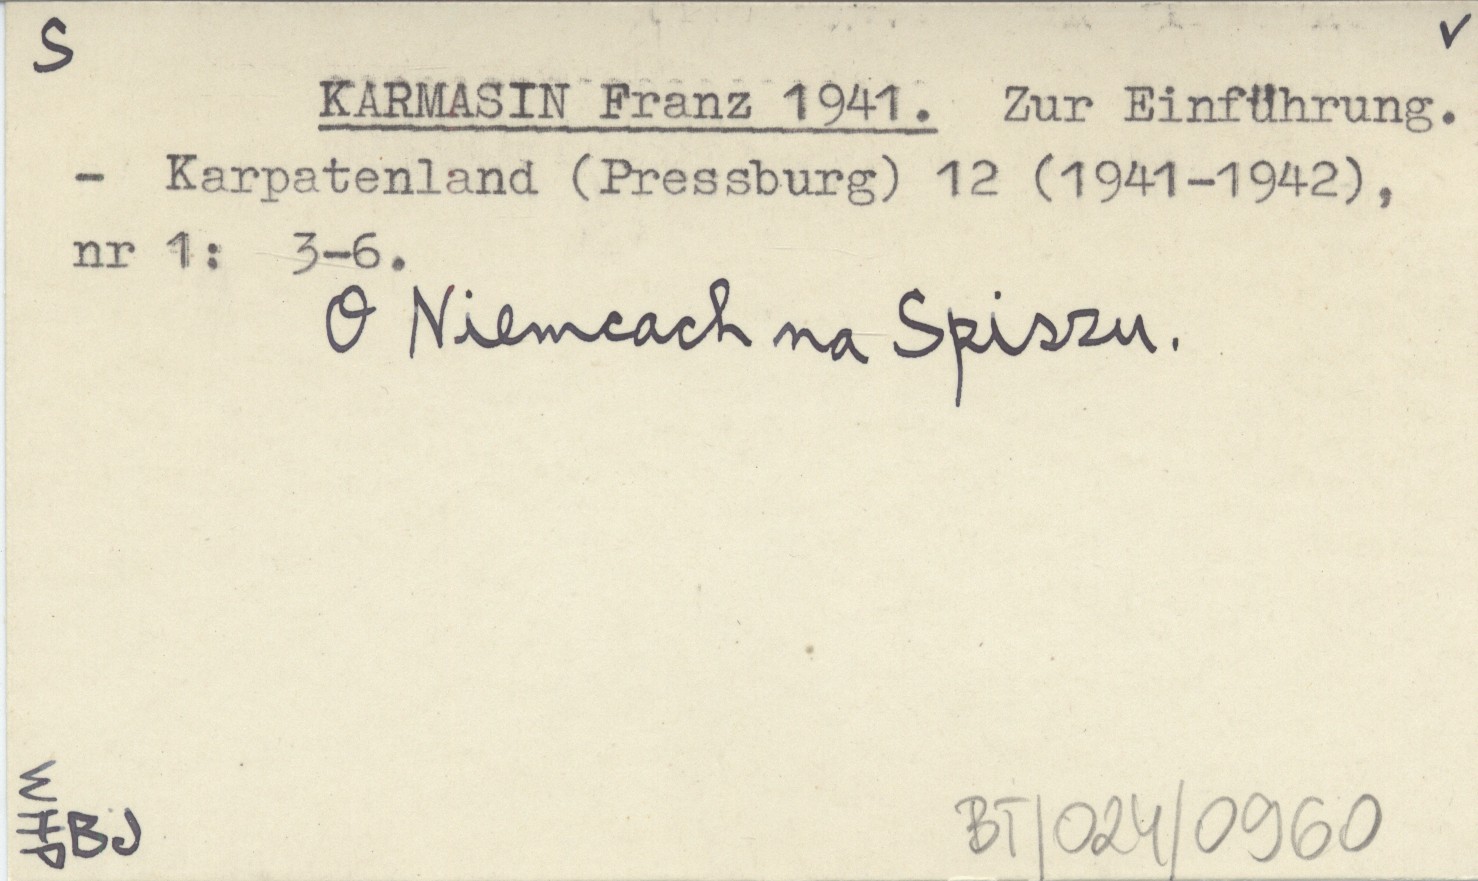 S
KARMASIN Franz 1941. Zur Einführung.
- Karpatenland (Pressburg) 12 (1941-1942),
nr 1: 3-6.
O Niemcach na Spiszu.
BJ
BT/024/0960